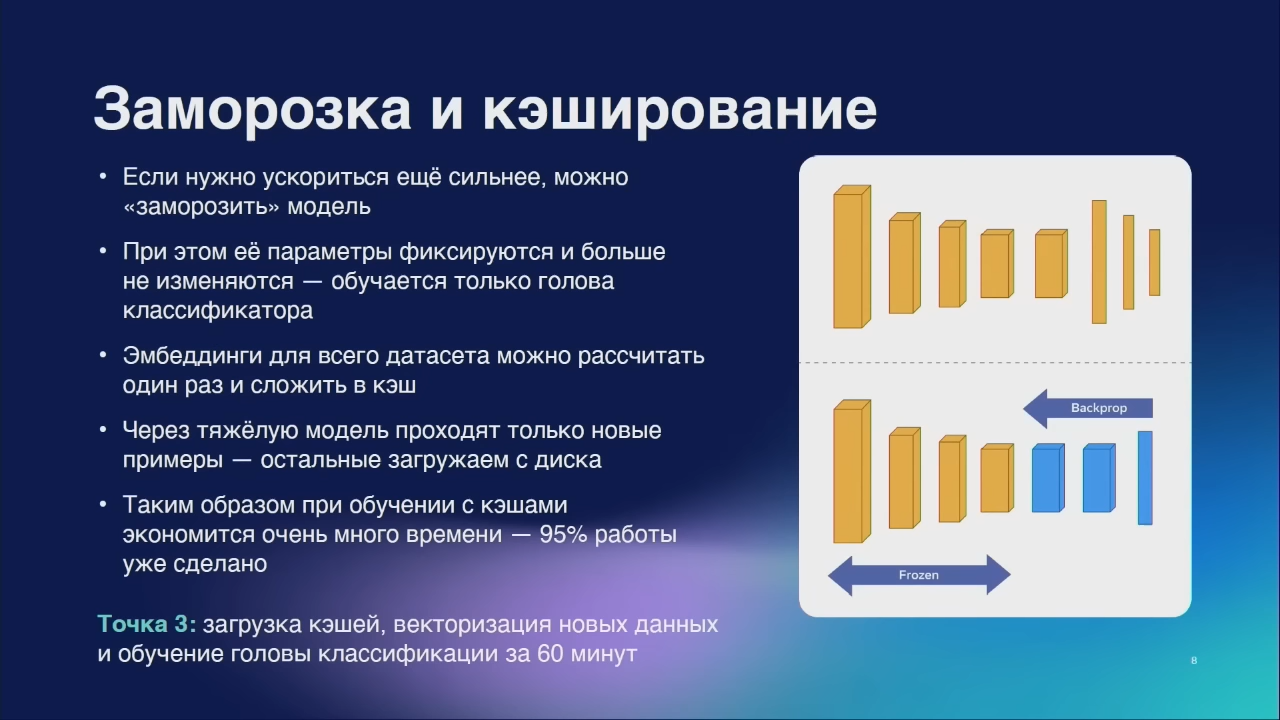 Заморозка и кэширование
• Если нужно ускориться ещё сильнее, можно
«заморозить» модель
• При этом её параметры фиксируются и больше
не изменяются — обучается только голова
классификатора
• Эмбеддинги для всего датасета можно рассчитать
один раз и сложить в кэш
• Через тяжёлую модель проходят только новые
примеры — остальные загружаем с диска
• Таким образом при обучении с кэшами
экономится очень много времени — 95% работы
уже сделано
Точка 3: загрузка кэшей, векторизация новых данных
и обучение головы классификации за 60 минут
Backprop
Frozen
8